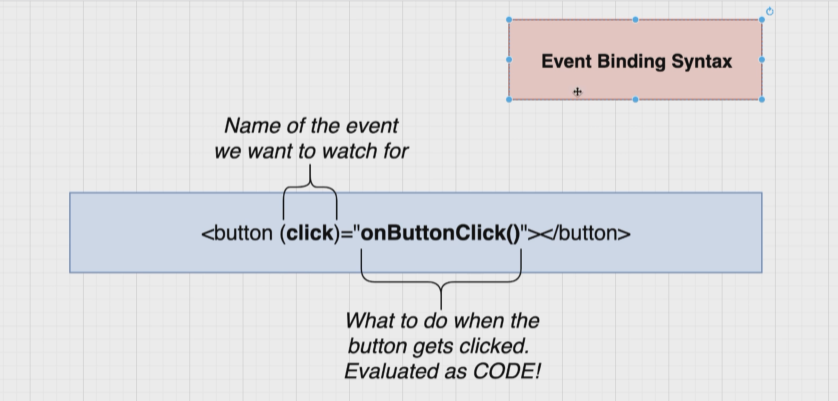 Event Binding Syntax
Name of the event
we want to watch for
<button (click)="onButtonClick()"></button>
What to do when the
button gets clicked.
Evaluated as CODE!